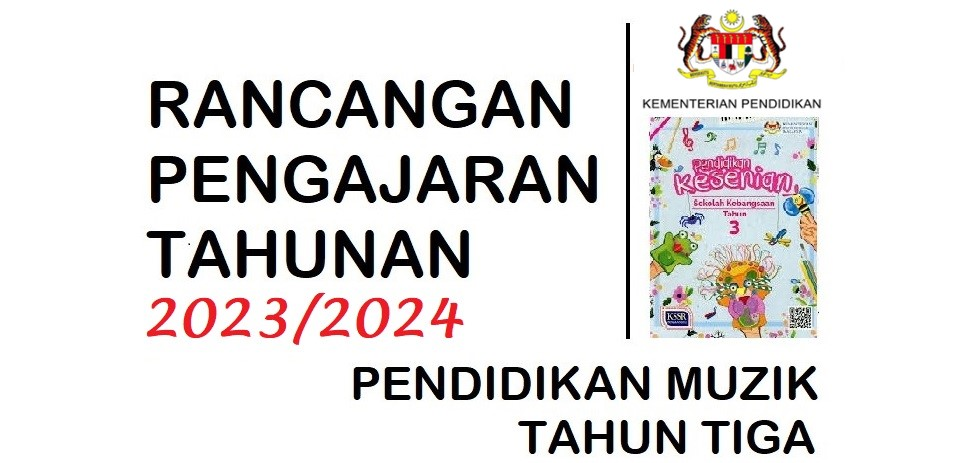 RANCANGAN
PENGAJARAN
TAHUNAN
2023/2024
KEMENTERIAN PENDIDIKAN
pendidikan
Kesenian
Sekolah Kebangsaan
Tahun
3
KSSR
PENDIDIKAN MUZIK
TAHUN TIGA